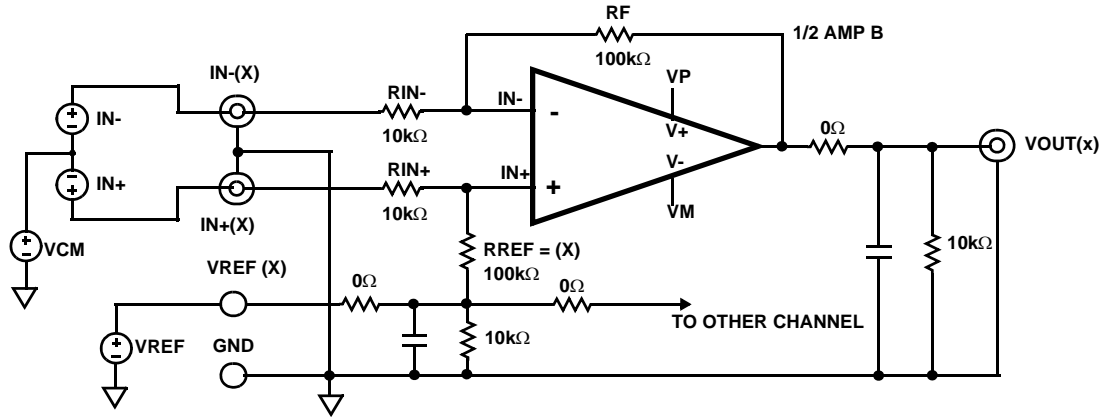 RF
100kΩ
1/2 AMP B
IN-(X)
RIN-
10kΩ
IN-
VP
V+
-
0Ω
VOUT(x)
IN-
IN+
VCM
RIN+
10kΩ
IN+
+
V-
VM
IN+(X)
RREF = (X)
100kΩ
10kΩ
VREF (X)
0Ω
0Ω
TO OTHER CHANNEL
VREF
GND
10kΩ